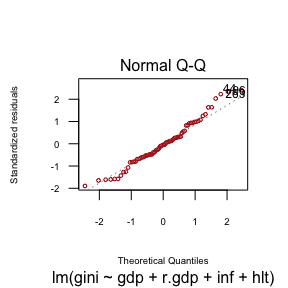 Normal Q-Q
Standardized residuals
2
1
0
-1
-2
-2
-1
0
1
2
Theoretical Quantiles
lm(gini ~ gdp + r.gdp + inf + hlt)